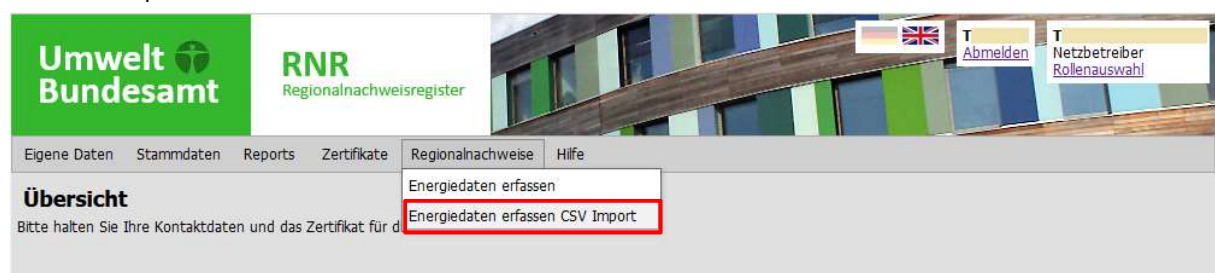 Umwelt
Bundesamt
RNR
Regionalnachweisregister
T
Abmelden
T
Netzbetreiber
Rollenauswahl
Eigene Daten Stammdaten Reports Zertifikate Regionalnachweise Hilfe
Energiedaten erfassen
Energiedaten erfassen CSV Import
Übersicht
Bitte halten Sie Ihre Kontaktdaten und das Zertifikat für d